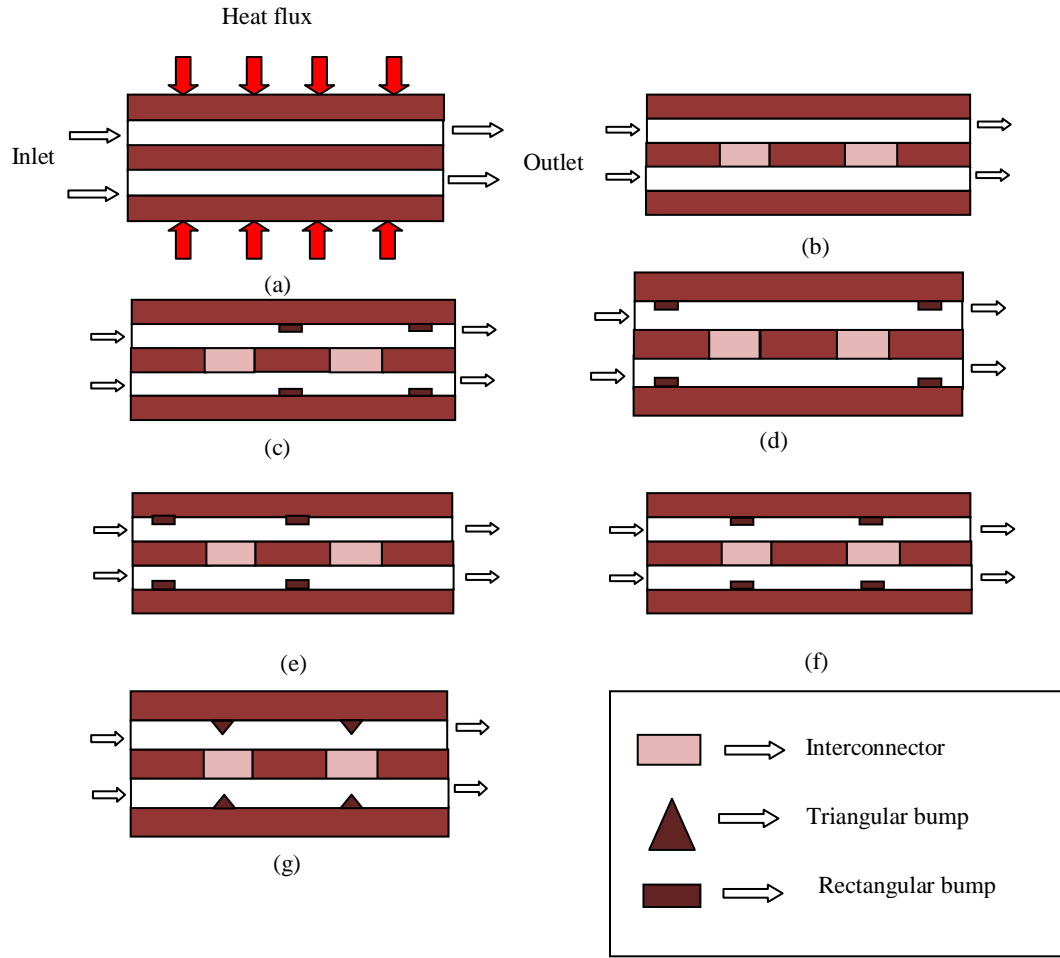 Heat flux
Inlet
Outlet
(a)
(b)
(c)
(d)
(e)
(f)
(g)
Interconnector
Triangular bump
Rectangular bump